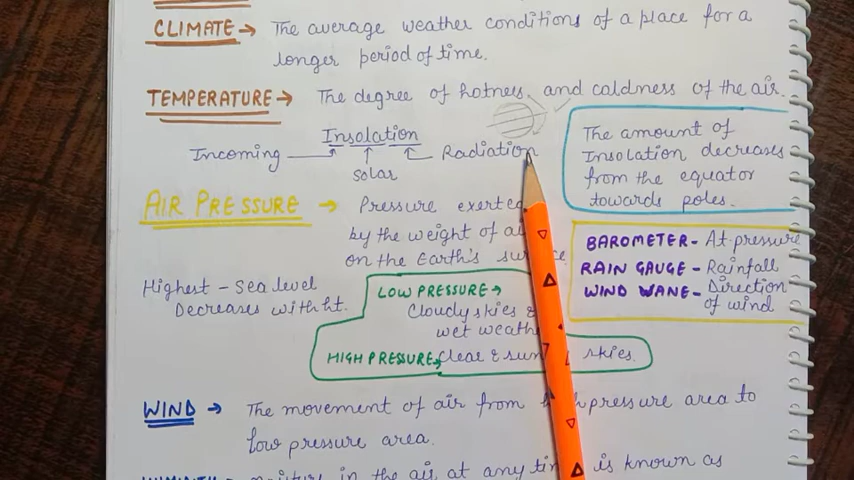 CLIMATE → The average weather conditions of a place for a
longer period of time.
TEMPERATURE → The degree of hotness and coldness of the air.
Insolation
Incoming
solar
Radiation
The amount of
Insolation decreases
from the equator
towards poles.
AIR PRESSURE → Pressure exerted
by the weight of
on the Earth's
Highest - Sea level
Decreases with ht.
BAROMETER - At.pressure
RAIN GAUGE - Rainfall
WIND WANE - Direction
of wind
LOW PRESSURE →
Cloudy skies &
wet
HIGH PRESSURE → Clear & skies.
WIND → The movement of air from pressure area to
low pressure area.
in the air at any is known as